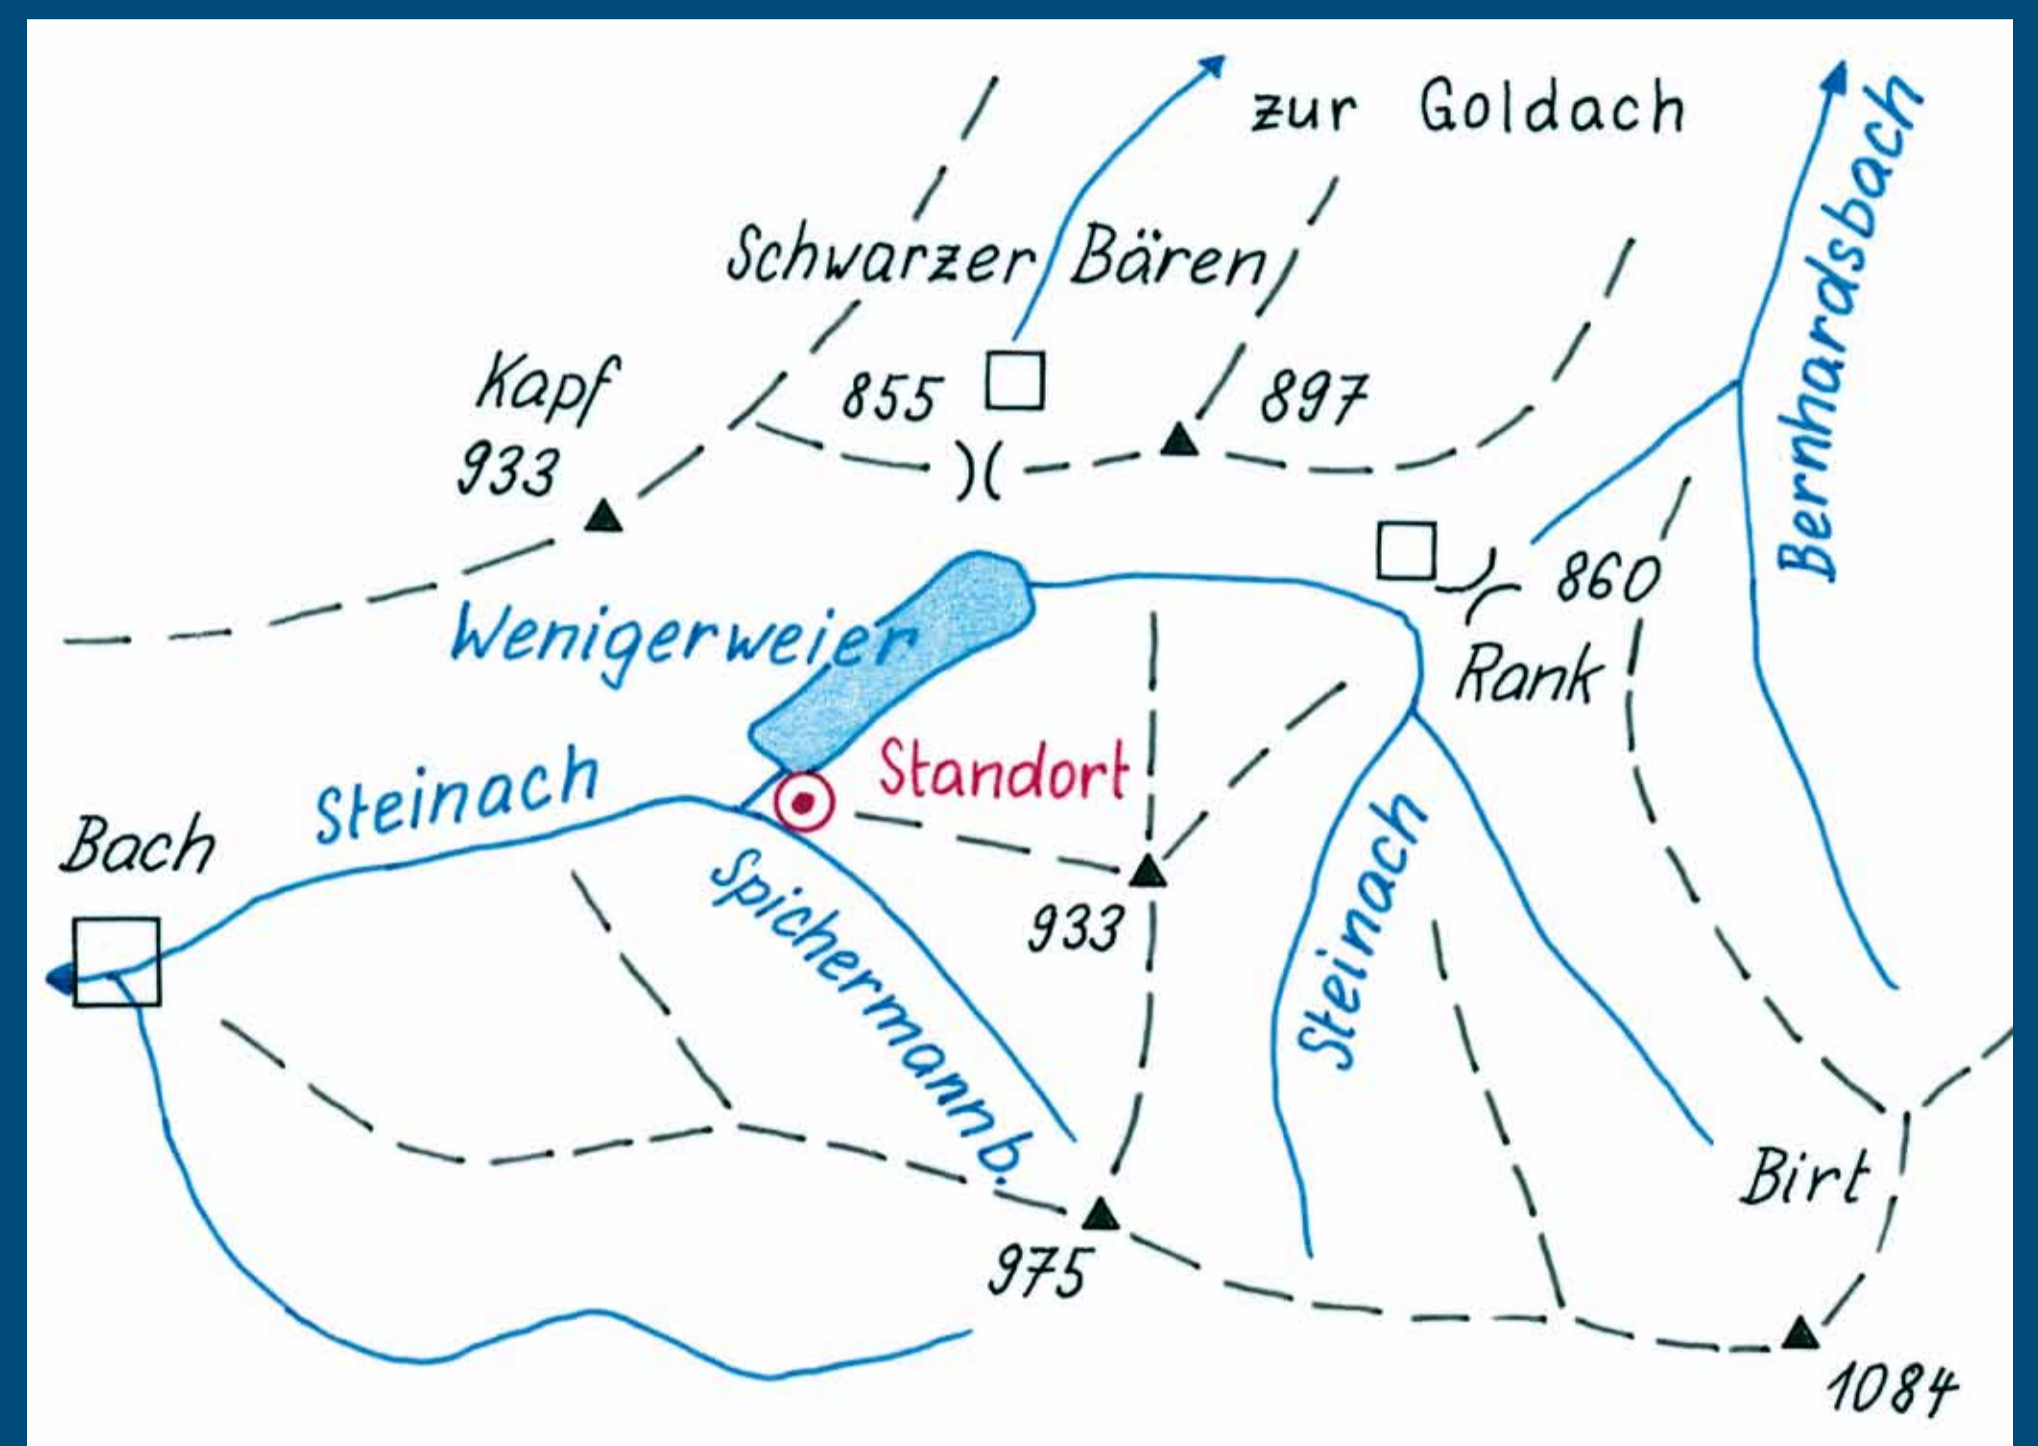 zur Goldach
Bernhardsbach
Schwarzer Bären
Kapf
933
855
897
860
Rank
Wenigerweier
Standort
Steinach
Bach
Spichermannb.
933
Steinach
Birt
975
1084